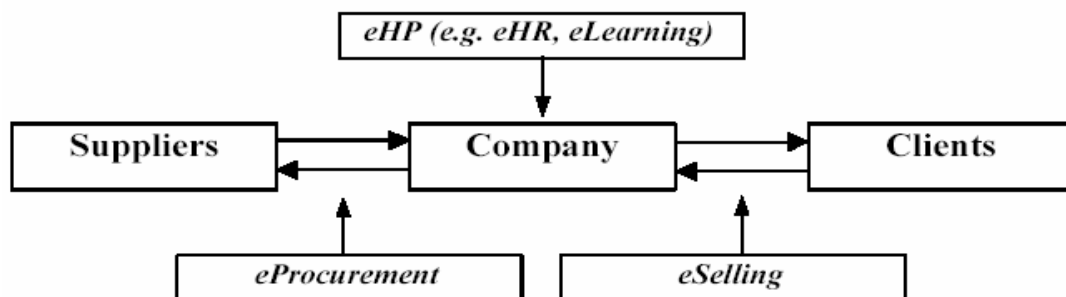 eHP (e.g. eHR, eLearning)
Suppliers
Company
Clients
eProcurement
eSelling